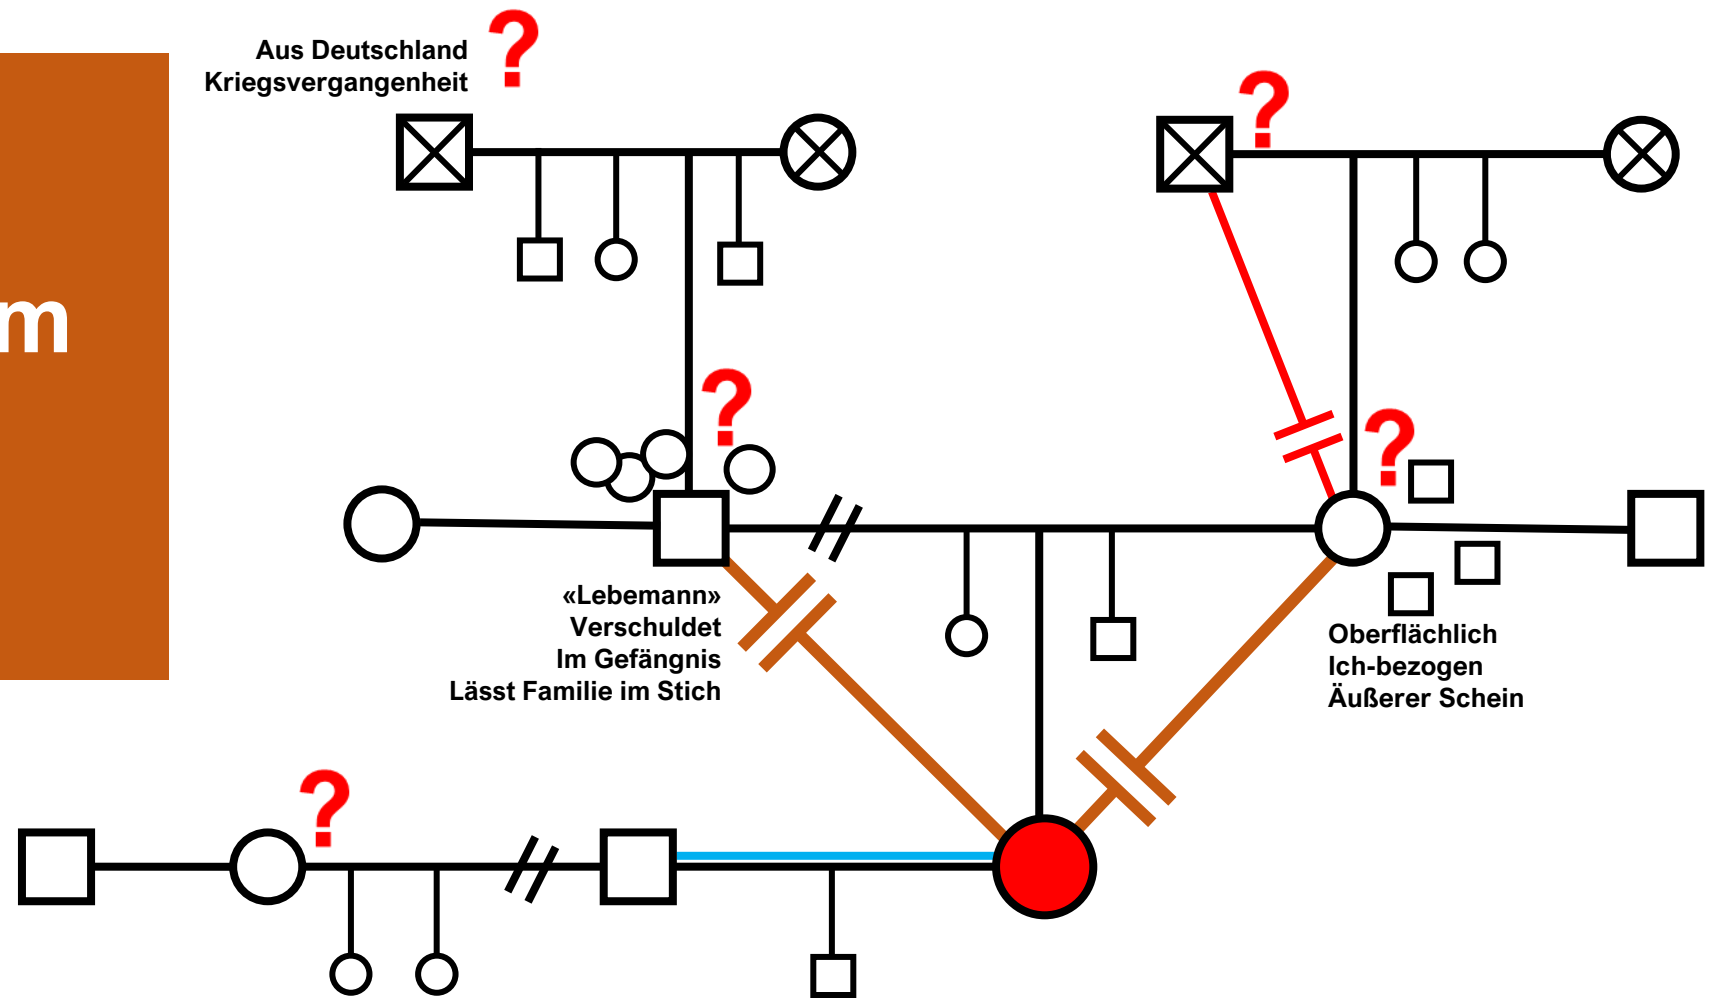 Aus Deutschland
Kriegsvergangenheit
?
?
m
?
?
«Lebemann»
Verschuldet
Im Gefängnis
Lässt Familie im Stich
Oberflächlich
Ich-bezogen
Äußerer Schein
?